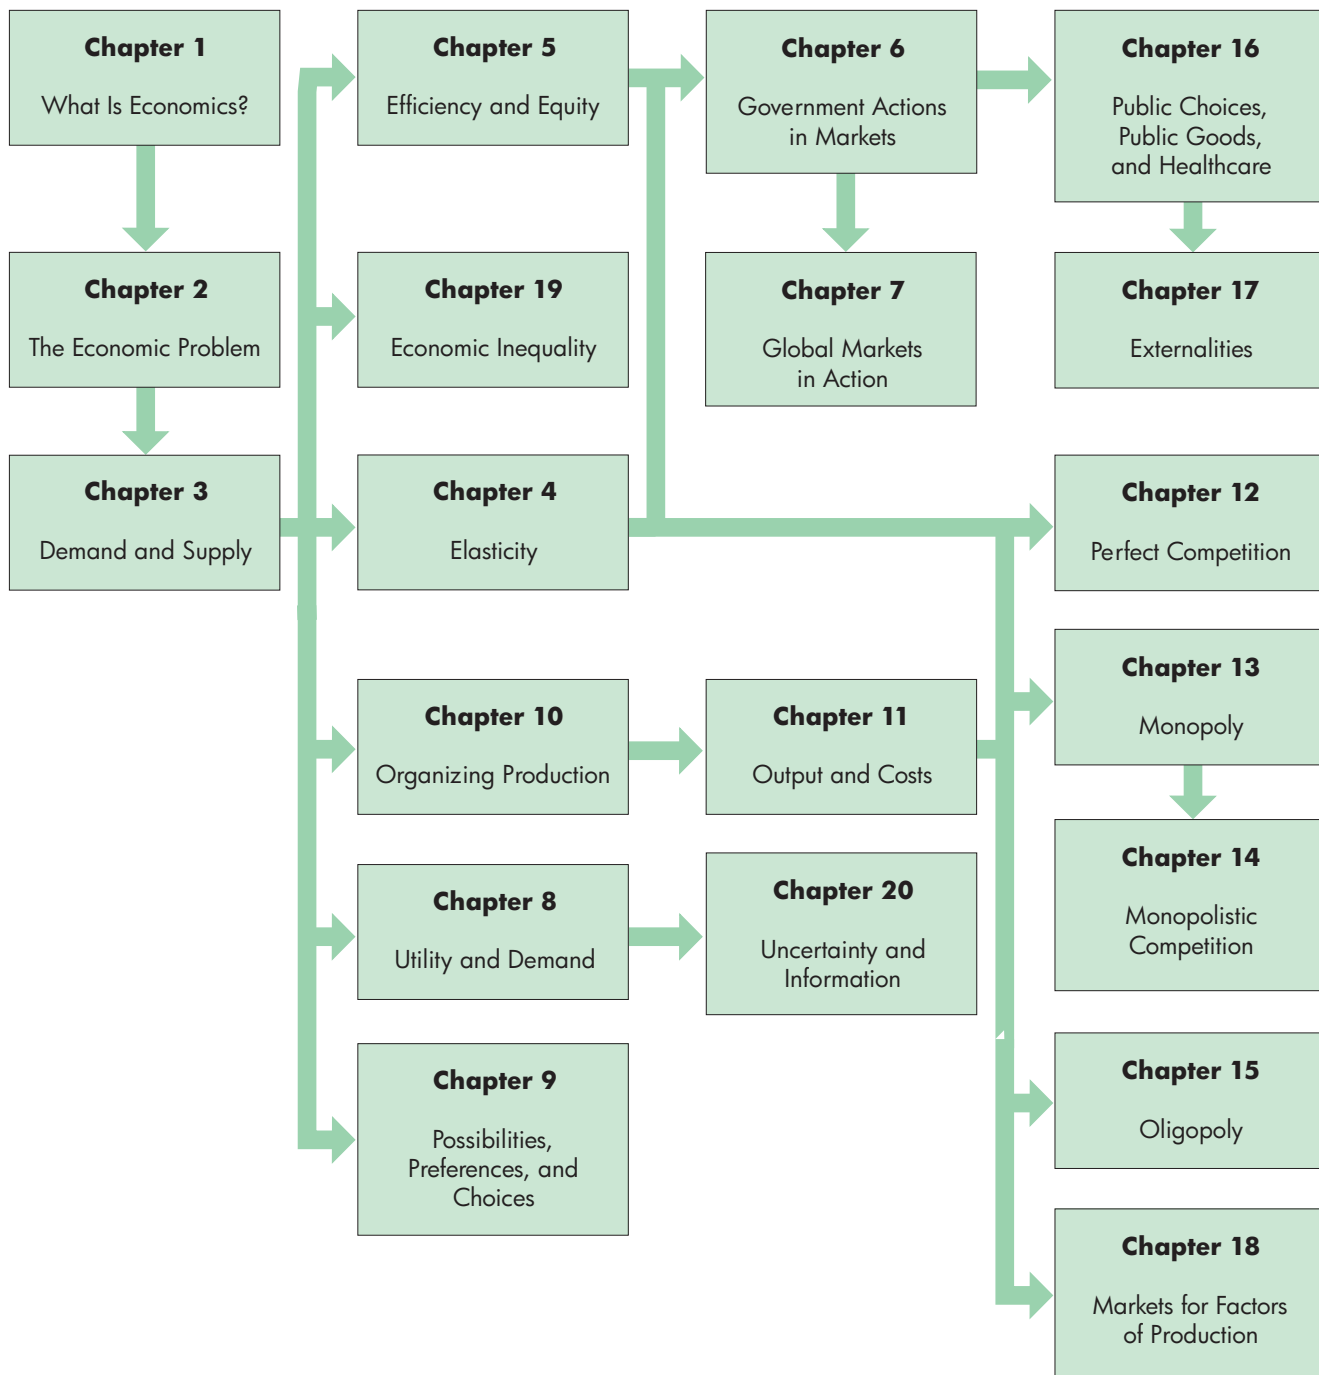 Chapter 1
What Is Economics?
Chapter 2
The Economic Problem
Chapter 3
Demand and Supply
Chapter 5
Efficiency and Equity
Chapter 19
Economic Inequality
Chapter 4
Elasticity
Chapter 10
Organizing Production
Chapter 8
Utility and Demand
Chapter 9
Possibilities,
Preferences, and
Choices
Chapter 6
Government Actions
in Markets
Chapter 7
Global Markets
in Action
Chapter 11
Output and Costs
Chapter 20
Uncertainty and
Information
Chapter 16
Public Choices,
Public Goods,
and Healthcare
Chapter 17
Externalities
Chapter 12
Perfect Competition
Chapter 13
Monopoly
Chapter 14
Monopolistic
Competition
Chapter 15
Oligopoly
Chapter 18
Markets for Factors
of Production